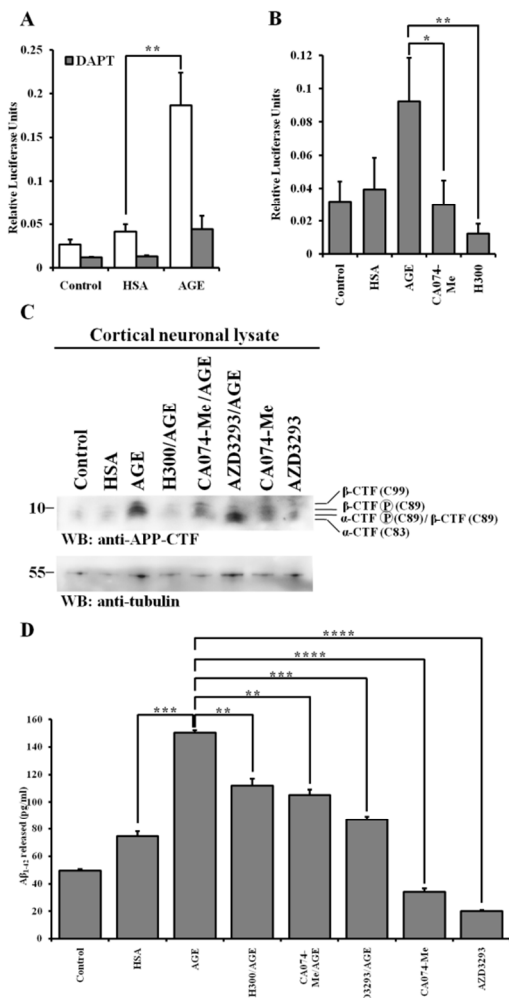 A
**
DAPT
Relative Luciferase Units
0.25
0.2
0.15
0.1
0.05
0
Control
HSA
AGE
B
**
*
Relative Luciferase Units
0.12
0.1
0.08
0.06
0.04
0.02
0
Control
HSA
AGE
CA074-
Me
H300
C
Cortical neuronal lysate
Control
HSA
AGE
H300/AGE
CA074-Me/AGE
AZD3293/AGE
CA074-Me
AZD3293
10
β-CTF (C99)
β-CTF Ⓟ (C89)
α-CTF Ⓟ (C89)/ β-CTF (C89)
α-CTF (C83)
WB: anti-APP-CTF
55
WB: anti-tubulin
D
****
****
***
**
***
**
Aβ₁₋₄₂ released (pg/ml)
160
140
120
100
80
60
40
20
0
Control
HSA
AGE
H300/AGE
CA074-
Me/AGE
D3293/AGE
CA074-Me
AZD3293